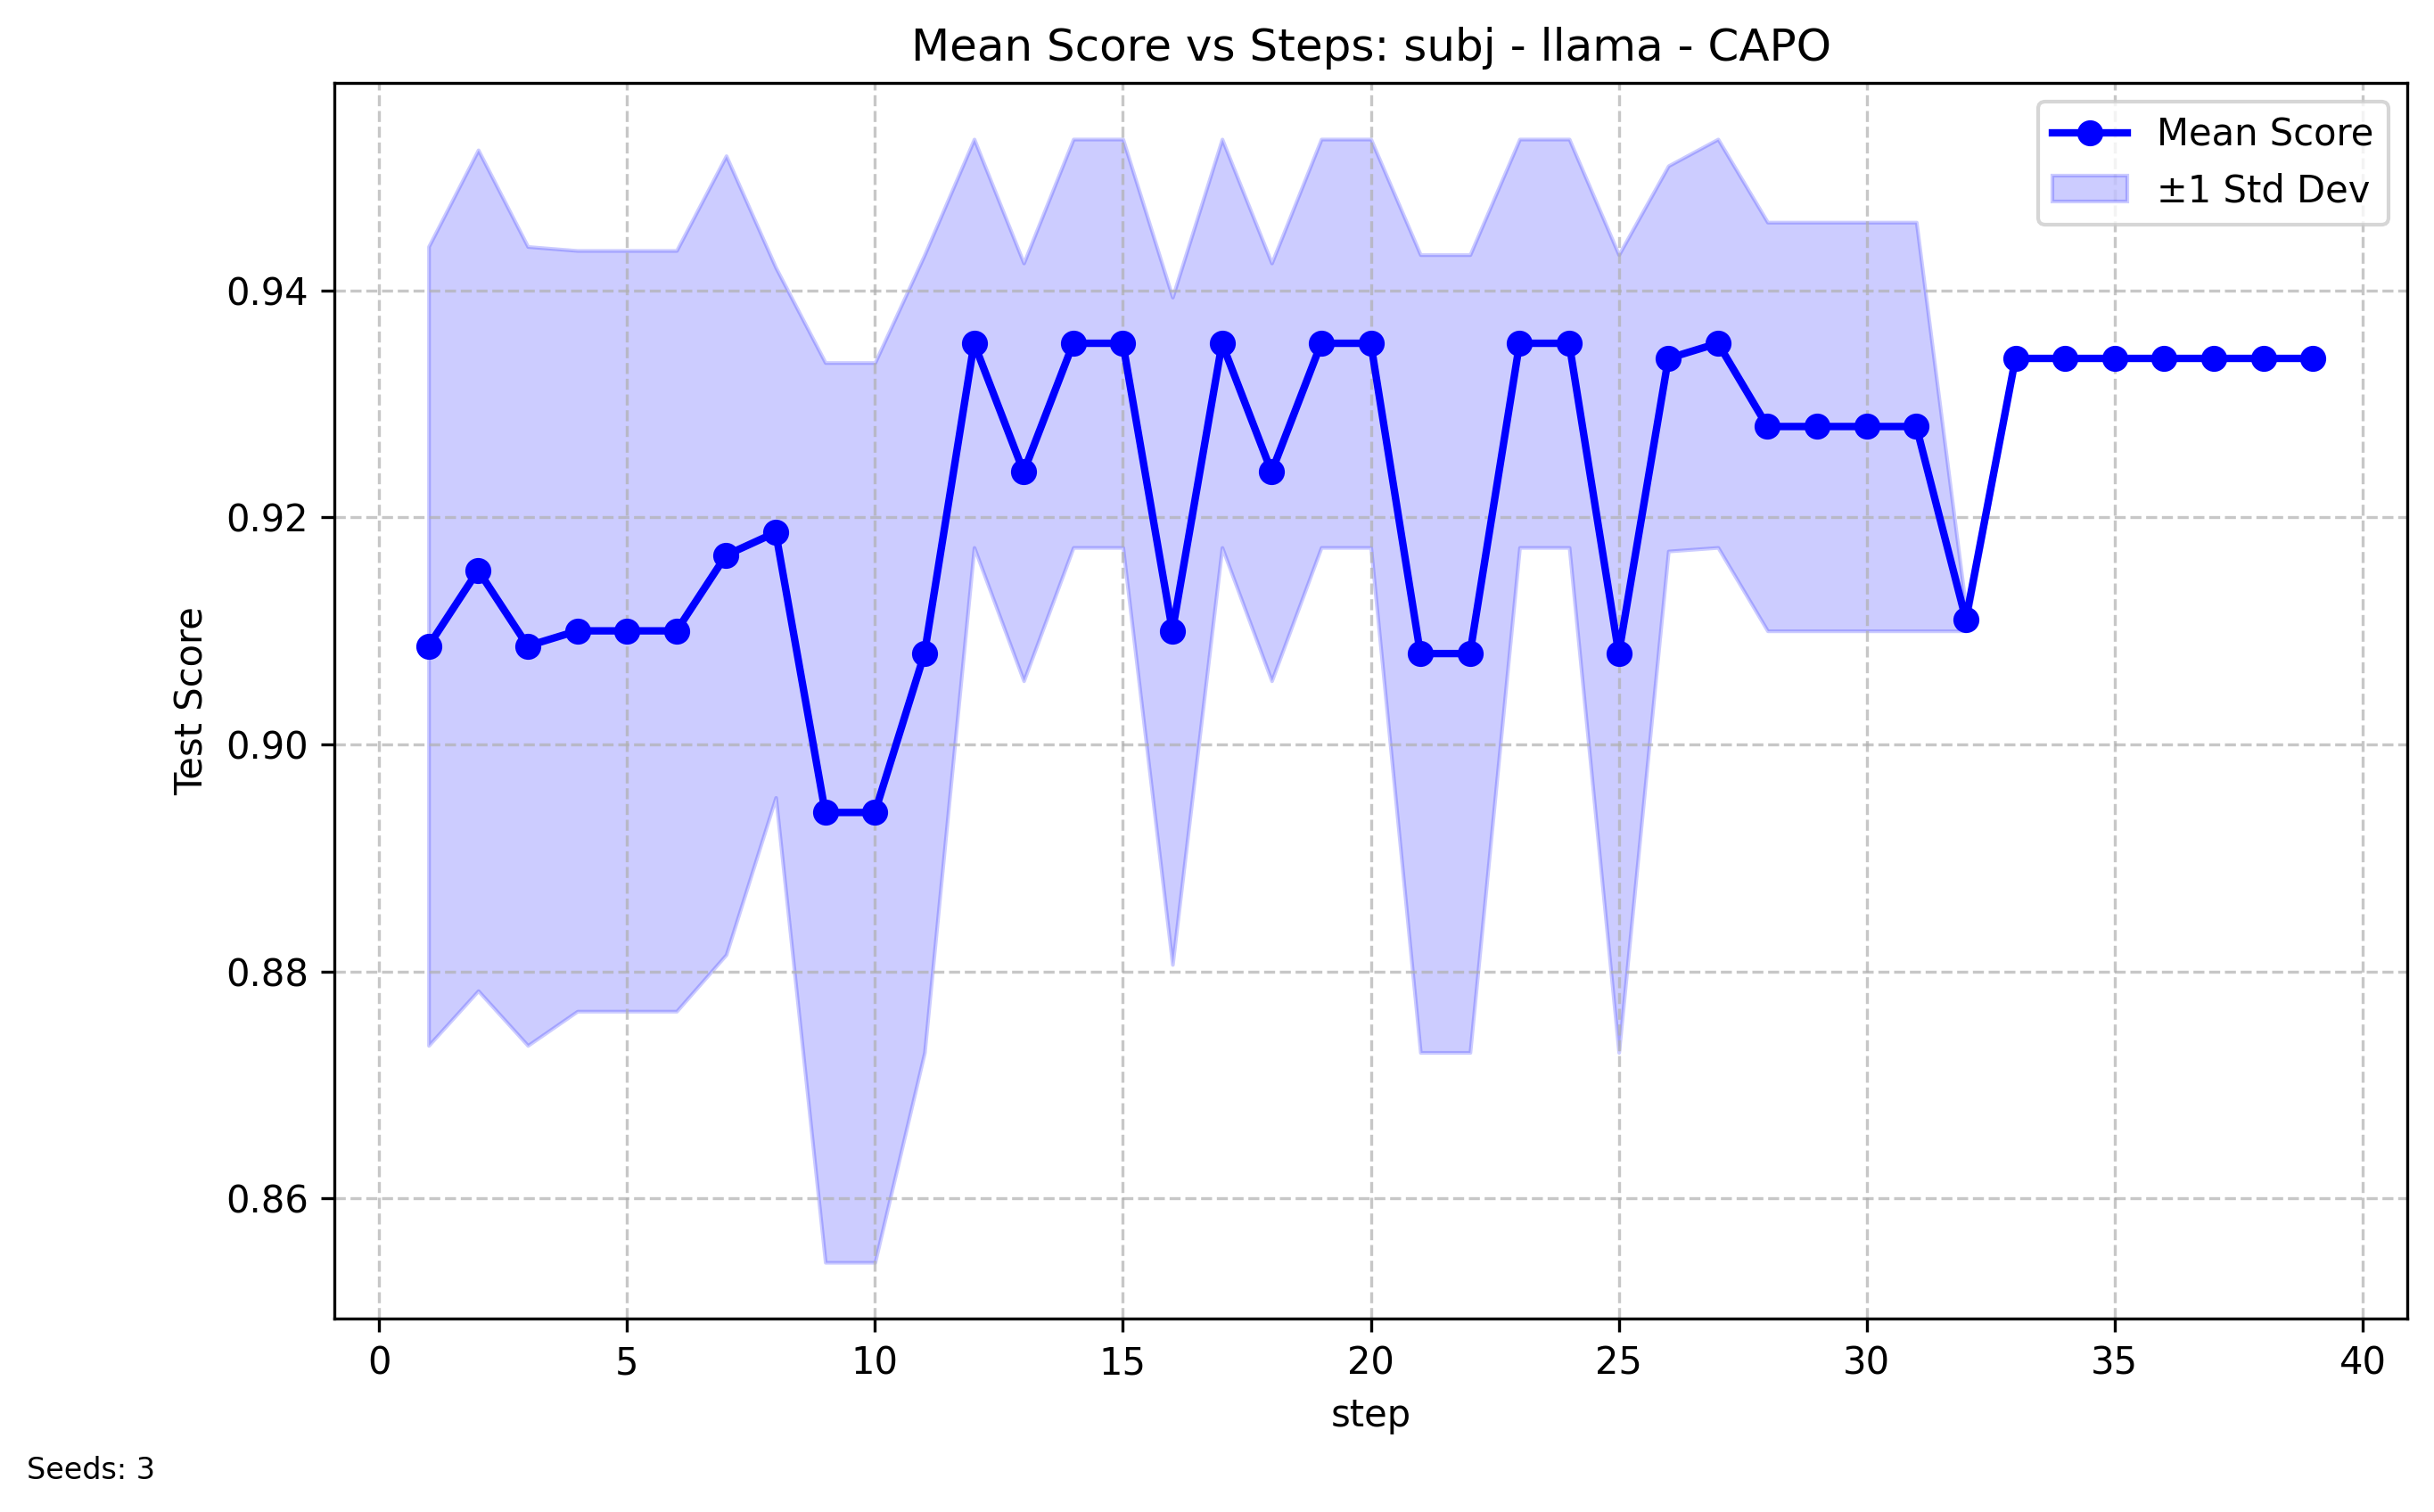 Mean Score vs Steps: subj - llama - CAPO
Mean Score
±1 Std Dev
Test Score
0.94
0.92
0.90
0.88
0.86
0 5 10 15 20 25 30 35 40
step
Seeds: 3